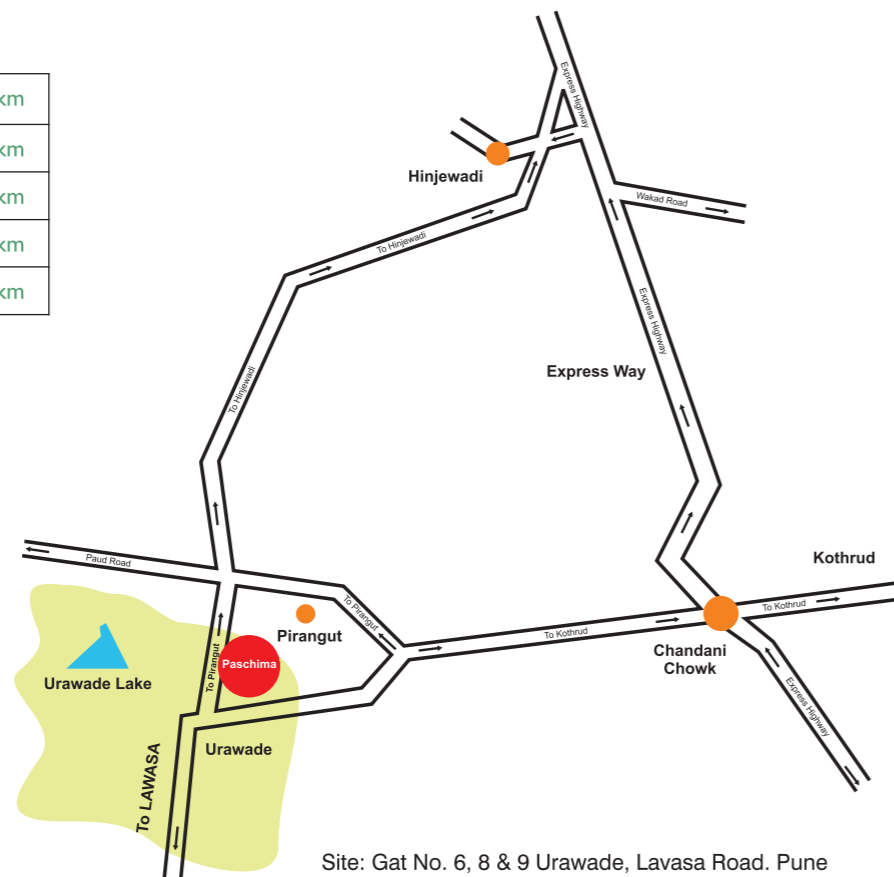 km
km
km
km
km
Express Highway
Hinjewadi
Wakad Road
To Hinjewadi
Express Highway
Express Way
To Hinjewadi
Paud Road
Kothrud
To Pirangut
To Kothrud
Pirangut
To Kothrud
Chandani
Chowk
To Pirangut
Paschima
Urawade Lake
Express Highway
Urawade
To LAWASA
Site: Gat No. 6, 8 & 9 Urawade, Lavasa Road. Pune